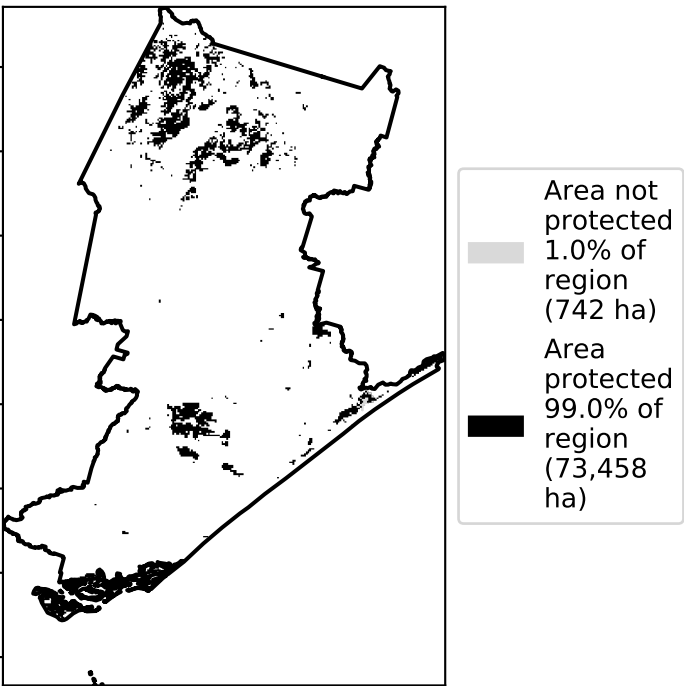 Area not
protected
1.0% of
region
(742 ha)
Area
protected
99.0% of
region
(73,458
ha)